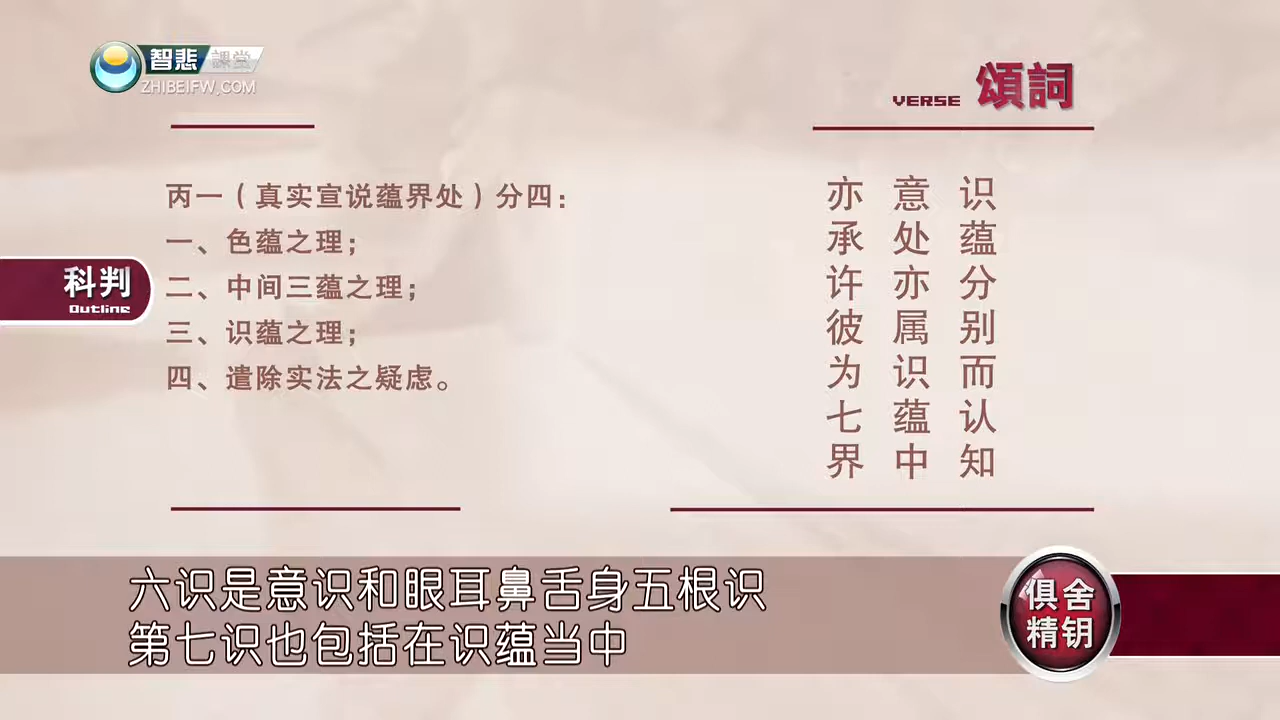 智悲课堂
ZHIBEIFW.COM
VERSE 頌詞
丙一（真实宣说蕴界处）分四：
一、色蕴之理；
二、中间三蕴之理；
三、识蕴之理；
四、遣除实法之疑虑。
科判
Outline
识蕴分别而认知
意处亦属识蕴中
亦承许彼为七界
六识是意识和眼耳鼻舌身五根识
第七识也包括在识蕴当中
俱舍
精钥